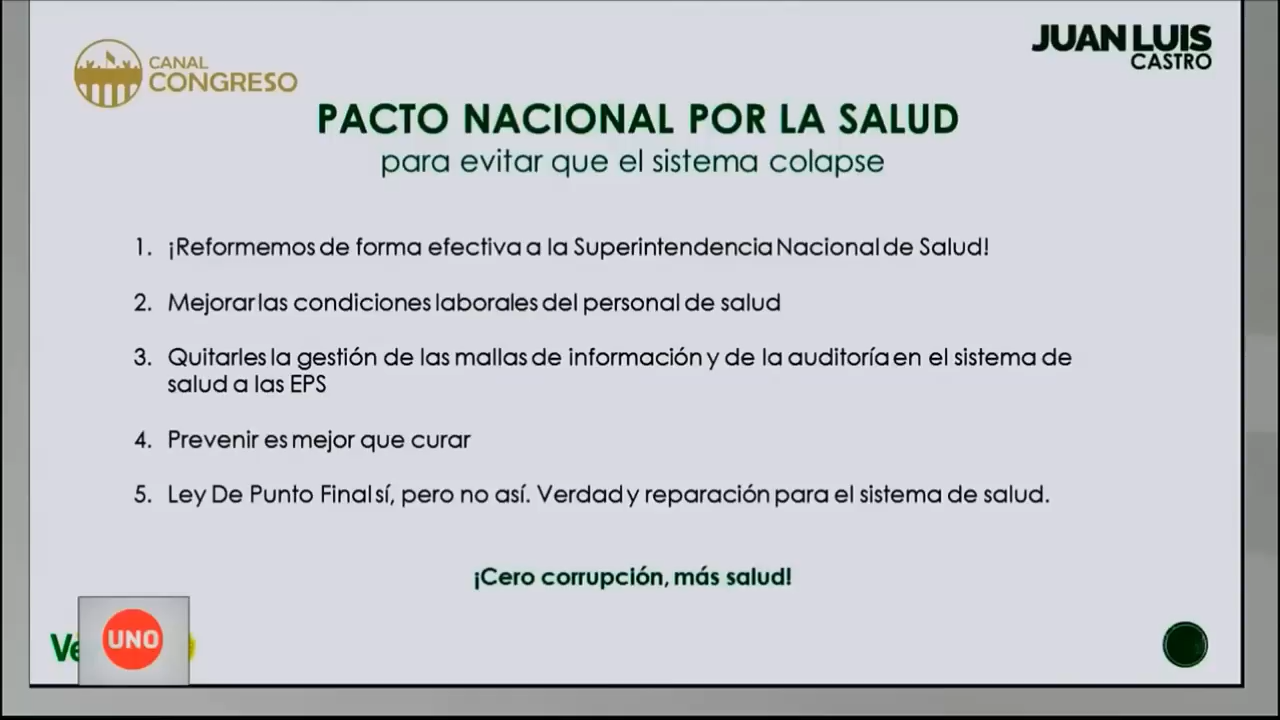 CANAL
CONGRESO
JUAN LUIS
CASTRO
PACTO NACIONAL POR LA SALUD
para evitar que el sistema colapse
1. ¡Reformemos de forma efectiva a la Superintendencia Nacional de Salud!
2. Mejorar las condiciones laborales del personal de salud
3. Quitarles la gestión de las mallas de información y de la auditoría en el sistema de
salud a las EPS
4. Prevenir es mejor que curar
5. Ley De Punto Final sí, pero no así. Verdad y reparación para el sistema de salud.
¡Cero corrupción, más salud!
UNO